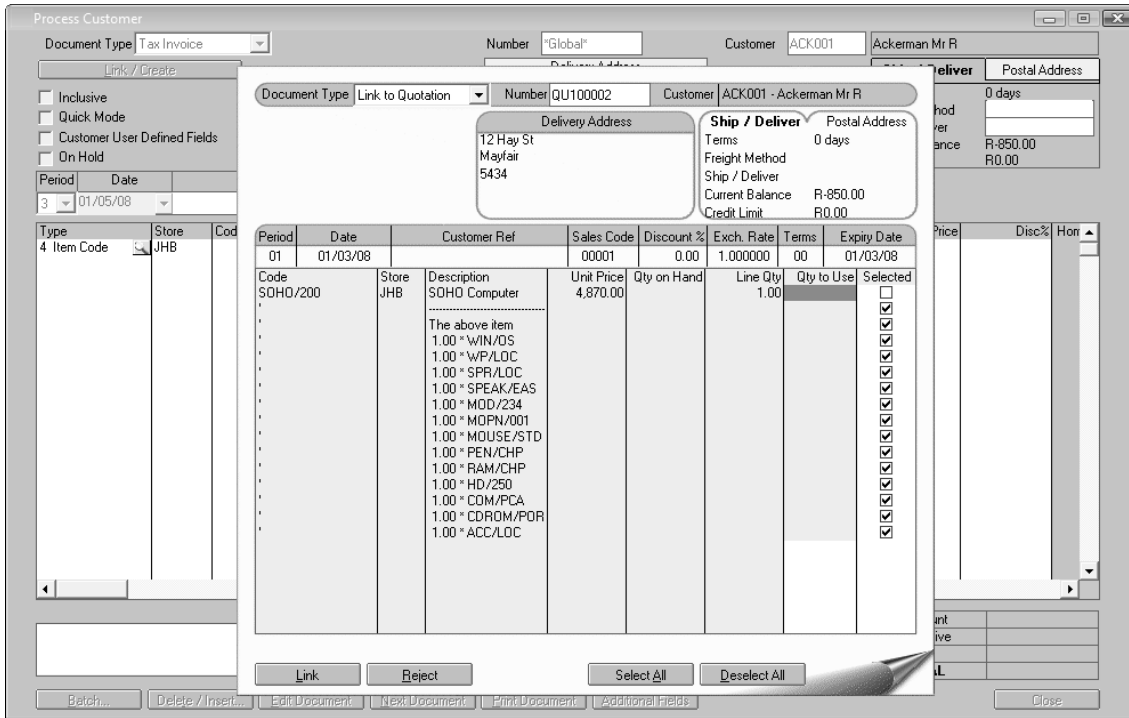 Process Customer
Document Type Tax Invoice Number *Global* Customer ACK001 Ackerman Mr R
Link / Create Postal Address
Inclusive 0 days
Quick Mode
Customer User Defined Fields
On Hold R-850.00
R0.00
Period Date
3 01/05/08
Type Store
4 Item Code JHB
Disc%
Document Type Link to Quotation Number QU100002 Customer ACK001 - Ackerman Mr R
Delivery Address
12 Hay St
Mayfair
5434
Ship / Deliver Postal Address
Terms 0 days
Freight Method
Ship / Deliver
Current Balance R-850.00
Credit Limit R0.00
Period Date Customer Ref Sales Code Discount % Exch. Rate Terms Expiry Date
01 01/03/08 00001 0.00 1.000000 00 01/03/08
Code Store Description Unit Price Qty on Hand Line Qty Qty to Use Selected
SOHO/200 JHB SOHO Computer 4,870.00 1.00
' ------------------------------
' The above item
' 1.00 * WIN/OS
' 1.00 * WP/LOC
' 1.00 * SPR/LOC
' 1.00 * SPEAK/EAS
' 1.00 * MOD/234
' 1.00 * MOPN/001
' 1.00 * MOUSE/STD
' 1.00 * PEN/CHP
' 1.00 * RAM/CHP
' 1.00 * HD/250
' 1.00 * COM/PCA
' 1.00 * CDROM/POR
' 1.00 * ACC/LOC
Link Reject Select All Deselect All
Batch... Delete / Insert... Edit Document Next Document Print Document Additional Fields Close